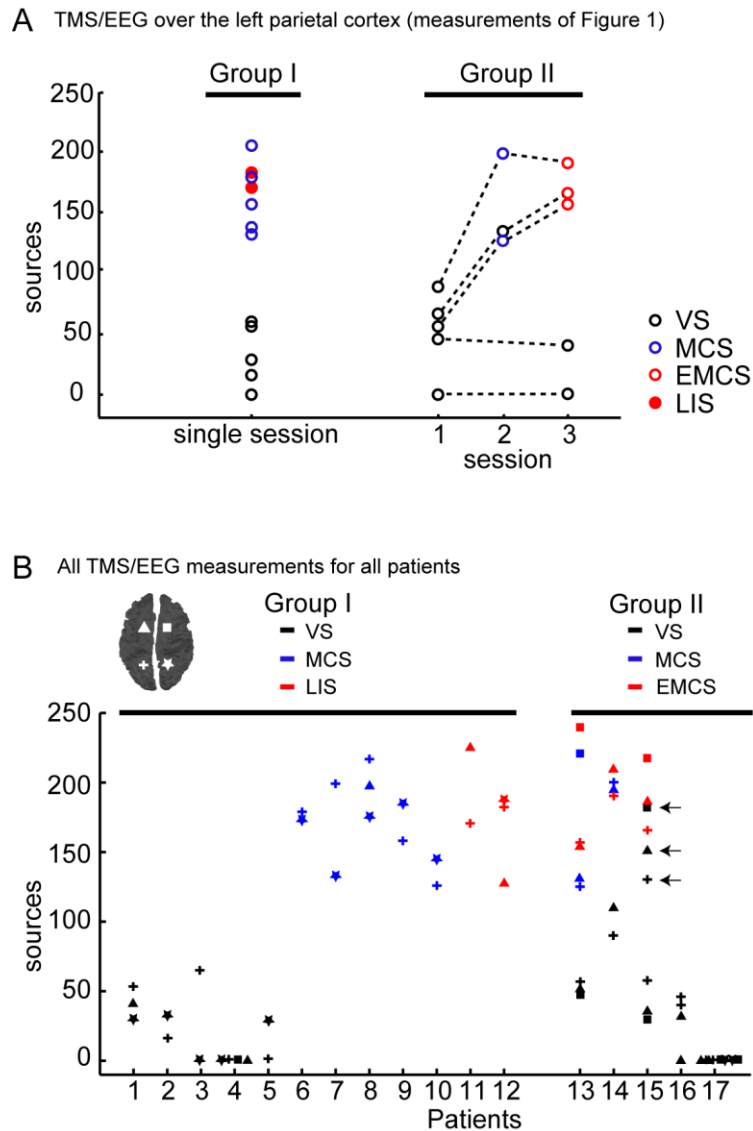 A TMS/EEG over the left parietal cortex (measurements of Figure 1)
Group I Group II
250
200
150
100
50
0
sources
VS
MCS
EMCS
LIS
single session
1 2 3
session
B All TMS/EEG measurements for all patients
Group I Group II
VS VS
MCS MCS
LIS EMCS
250
200
150
100
50
0
sources
1 2 3 4 5 6 7 8 9 10 11 12 13 14 15 16 17
Patients